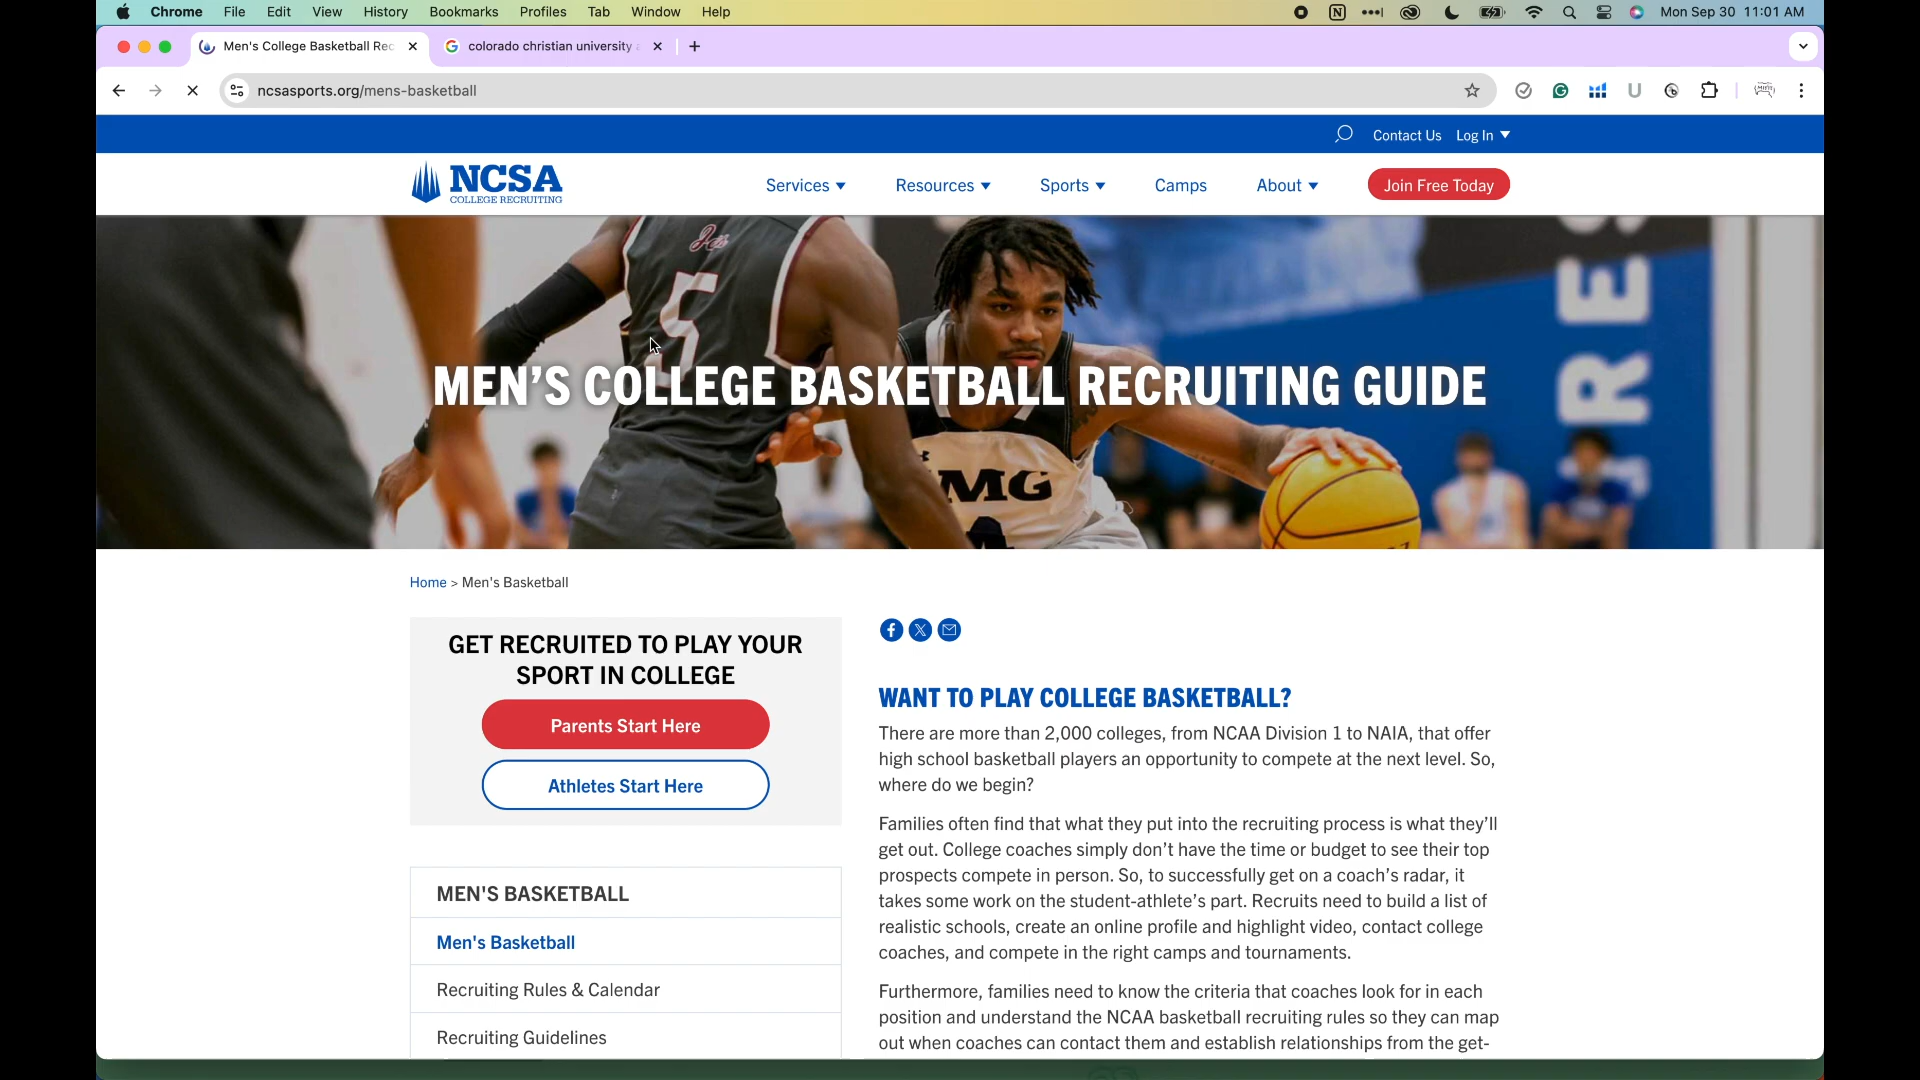 Chrome File Edit View History Bookmarks Profiles Tab Window Help Mon Sep 30 11:01 AM
Men's College Basketball Rec colorado christian university
ncsasports.org/mens-basketball
Contact Us Log In
NCSA
COLLEGE RECRUITING
Services Resources Sports Camps About Join Free Today
5
MEN'S COLLEGE BASKETBALL RECRUITING GUIDE
MG
Home > Men's Basketball
GET RECRUITED TO PLAY YOUR
SPORT IN COLLEGE
Parents Start Here
Athletes Start Here
MEN'S BASKETBALL
Men's Basketball
Recruiting Rules & Calendar
Recruiting Guidelines
WANT TO PLAY COLLEGE BASKETBALL?
There are more than 2,000 colleges, from NCAA Division 1 to NAIA, that offer
high school basketball players an opportunity to compete at the next level. So,
where do we begin?
Families often find that what they put into the recruiting process is what they'll
get out. College coaches simply don't have the time or budget to see their top
prospects compete in person. So, to successfully get on a coach's radar, it
takes some work on the student-athlete's part. Recruits need to build a list of
realistic schools, create an online profile and highlight video, contact college
coaches, and compete in the right camps and tournaments.
Furthermore, families need to know the criteria that coaches look for in each
position and understand the NCAA basketball recruiting rules so they can map
out when coaches can contact them and establish relationships from the get-